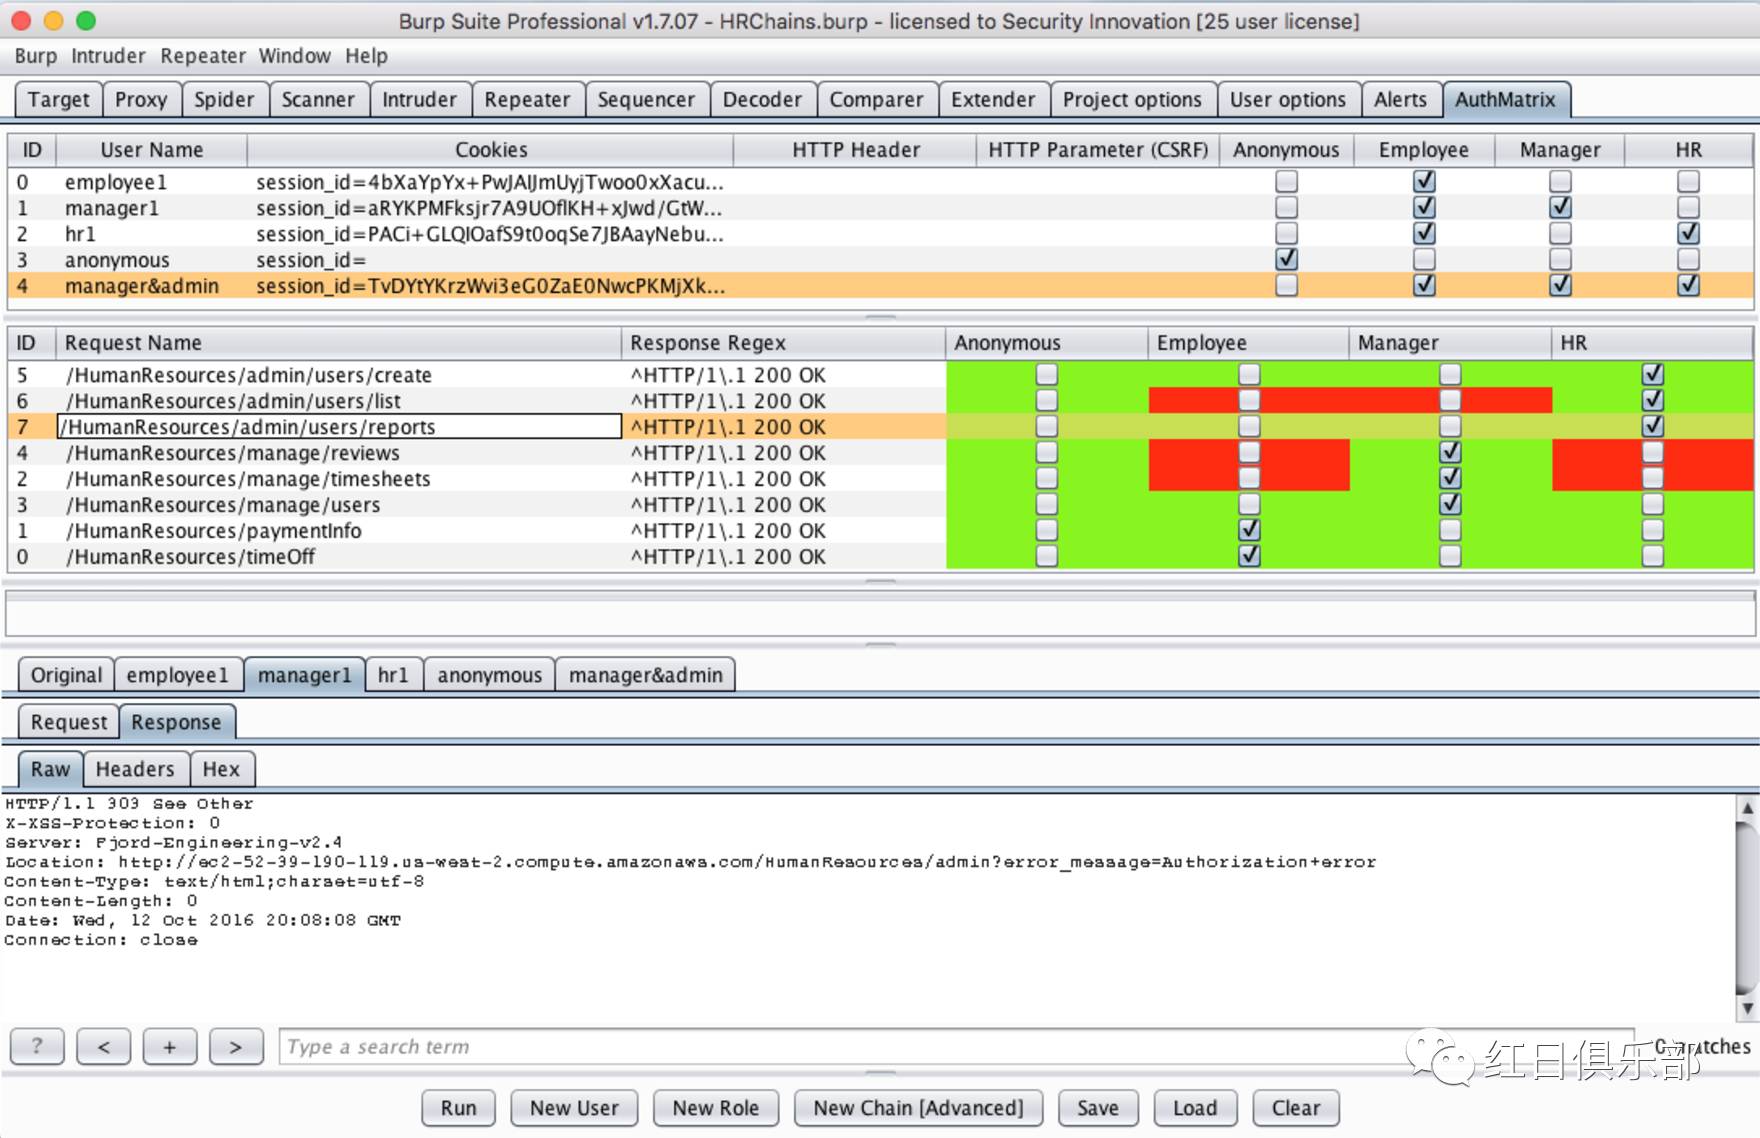 Burp Suite Professional v1.7.07 - HRChains.burp - licensed to Security Innovation [25 user license]
Burp Intruder Repeater Window Help
Target Proxy Spider Scanner Intruder Repeater Sequencer Decoder Comparer Extender Project options User options Alerts AuthMatrix
ID User Name Cookies HTTP Header HTTP Parameter (CSRF) Anonymous Employee Manager HR
0 employee1 session_id=4bXaYpYx+PwJAIJmUyjTwoo0xXacu...
1 manager1 session_id=aRYKPMFksjr7A9UOflKH+xJwd/GtW...
2 hr1 session_id=PACi+GLQIOafS9t0oqSe7JBAayNebu...
3 anonymous session_id=
4 manager&admin session_id=TvDYtYKrzWvi3eG0ZaE0NwcPKMjXk...
ID Request Name Response Regex Anonymous Employee Manager HR
5 /HumanResources/admin/users/create ^HTTP/1\.1 200 OK
6 /HumanResources/admin/users/list ^HTTP/1\.1 200 OK
7 /HumanResources/admin/users/reports ^HTTP/1\.1 200 OK
4 /HumanResources/manage/reviews ^HTTP/1\.1 200 OK
2 /HumanResources/manage/timesheets ^HTTP/1\.1 200 OK
3 /HumanResources/manage/users ^HTTP/1\.1 200 OK
1 /HumanResources/paymentInfo ^HTTP/1\.1 200 OK
0 /HumanResources/timeOff ^HTTP/1\.1 200 OK
Original employee1 manager1 hr1 anonymous manager&admin
Request Response
Raw Headers Hex
HTTP/1.1 303 See Other
X-XSS-Protection: 0
Server: Fjord-Engineering-v2.4
Location: http://ec2-52-39-190-119.us-west-2.compute.amazonaws.com/HumanResources/admin?error_message=Authorization+error
Content-Type: text/html;charset=utf-8
Content-Length: 0
Date: Wed, 12 Oct 2016 20:08:08 GMT
Connection: close
? < + > Type a search term
红日俱乐部
Run New User New Role New Chain [Advanced] Save Load Clear